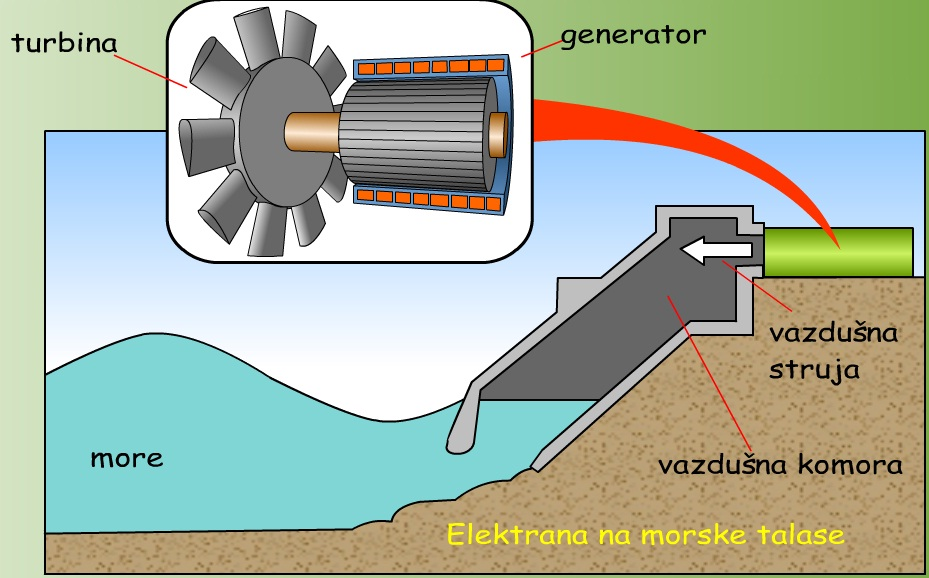 turbina
generator
vazdušna
struja
more
vazdušna komora
Elektrana na morske talase